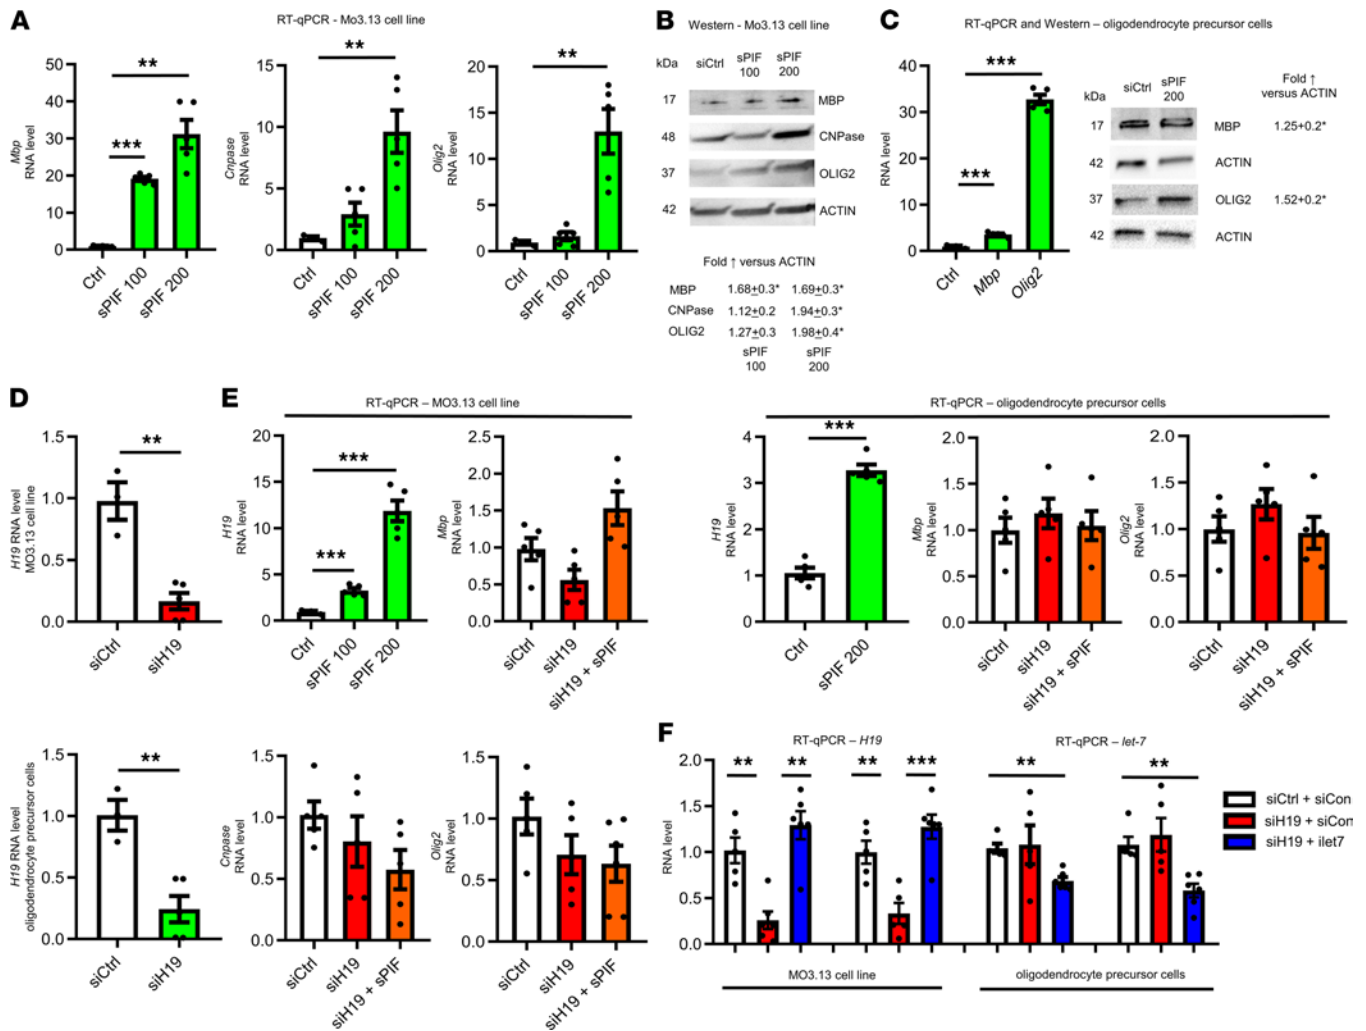 A
RT-qPCR - Mo3.13 cell line
Mbp
RNA level
50
40
30
20
10
0
***
**
Ctrl
sPIF 100
sPIF 200
Cnpase
RNA level
15
10
5
0
**
Ctrl
sPIF 100
sPIF 200
Olig2
RNA level
20
15
10
5
0
**
Ctrl
sPIF 100
sPIF 200
B
Western - Mo3.13 cell line
kDa
siCtrl
sPIF
100
sPIF
200
17 MBP
48 CNPase
37 OLIG2
42 ACTIN
Fold ↑ versus ACTIN
MBP 1.68±0.3* 1.69±0.3*
CNPase 1.12±0.2 1.94±0.3*
OLIG2 1.27±0.3 1.98±0.4*
sPIF
100
sPIF
200
C
RT-qPCR and Western – oligodendrocyte precursor cells
RNA level
40
30
20
10
0
***
***
Ctrl
Mbp
Olig2
kDa
siCtrl
sPIF
200
Fold ↑
versus ACTIN
17 MBP 1.25+0.2*
42 ACTIN
37 OLIG2 1.52+0.2*
42 ACTIN
D
H19 RNA level
MO3.13 cell line
1.5
1.0
0.5
0.0
**
siCtrl
siH19
H19 RNA level
oligodendrocyte precursor cells
1.5
1.0
0.5
0.0
**
siCtrl
siH19
E
RT-qPCR – MO3.13 cell line
H19
RNA level
20
15
10
5
0
***
***
Ctrl
sPIF 100
sPIF 200
Mbp
RNA level
2.5
2.0
1.5
1.0
0.5
0.0
siCtrl
siH19
siH19 + sPIF
Cnpase
RNA level
1.5
1.0
0.5
0.0
siCtrl
siH19
siH19 + sPIF
Olig2
RNA level
1.5
1.0
0.5
0.0
siCtrl
siH19
siH19 + sPIF
RT-qPCR – oligodendrocyte precursor cells
H19
RNA level
4
3
2
1
0
***
Ctrl
sPIF 200
Mbp
RNA level
2.0
1.5
1.0
0.5
0.0
siCtrl
siH19
siH19 + sPIF
Olig2
RNA level
2.0
1.5
1.0
0.5
0.0
siCtrl
siH19
siH19 + sPIF
F
RT-qPCR – H19
RT-qPCR – let-7
RNA level
2.0
1.5
1.0
0.5
0.0
** ** ** *** ** **
MO3.13 cell line
oligodendrocyte precursor cells
siCtrl + siCon
siH19 + siCon
siH19 + ilet7